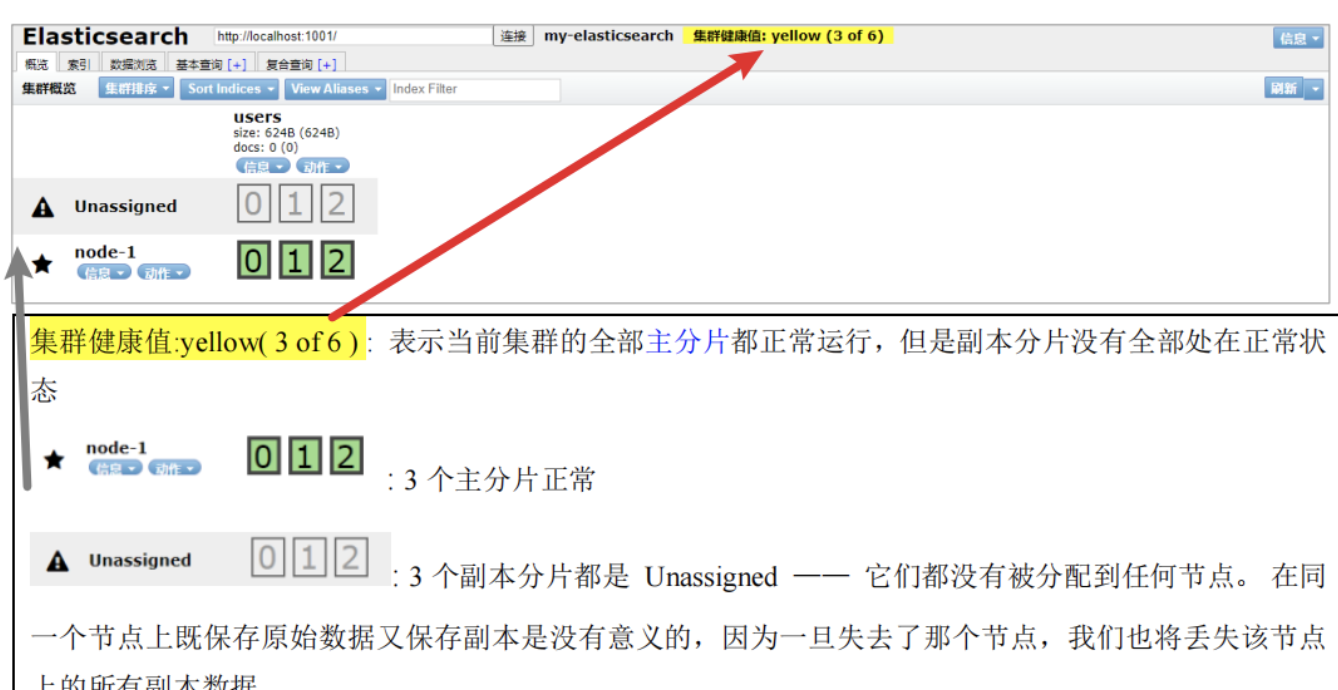 Elasticsearch http://localhost:1001/ 连接 my-elasticsearch 集群健康值: yellow (3 of 6) 信息
概览 索引 数据浏览 基本查询 [+] 复合查询 [+]
集群概览 集群排序 Sort Indices View Aliases Index Filter 刷新
users
size: 624B (624B)
docs: 0 (0)
信息 动作
Unassigned 0 1 2
node-1
信息 动作
0 1 2
集群健康值:yellow( 3 of 6 ) : 表示当前集群的全部主分片都正常运行，但是副本分片没有全部处在正常状
态
node-1
信息 动作
0 1 2
: 3 个主分片正常
Unassigned 0 1 2
: 3 个副本分片都是 Unassigned —— 它们都没有被分配到任何节点。 在同
一个节点上既保存原始数据又保存副本是没有意义的，因为一旦失去了那个节点，我们也将丢失该节点
上的所有副本数据